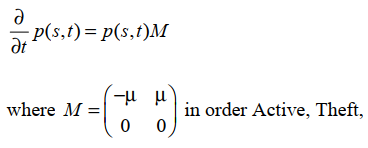 ∂/∂t p(s,t) = p(s,t)M
where M = ( −μ μ
0 0 ) in order Active, Theft,